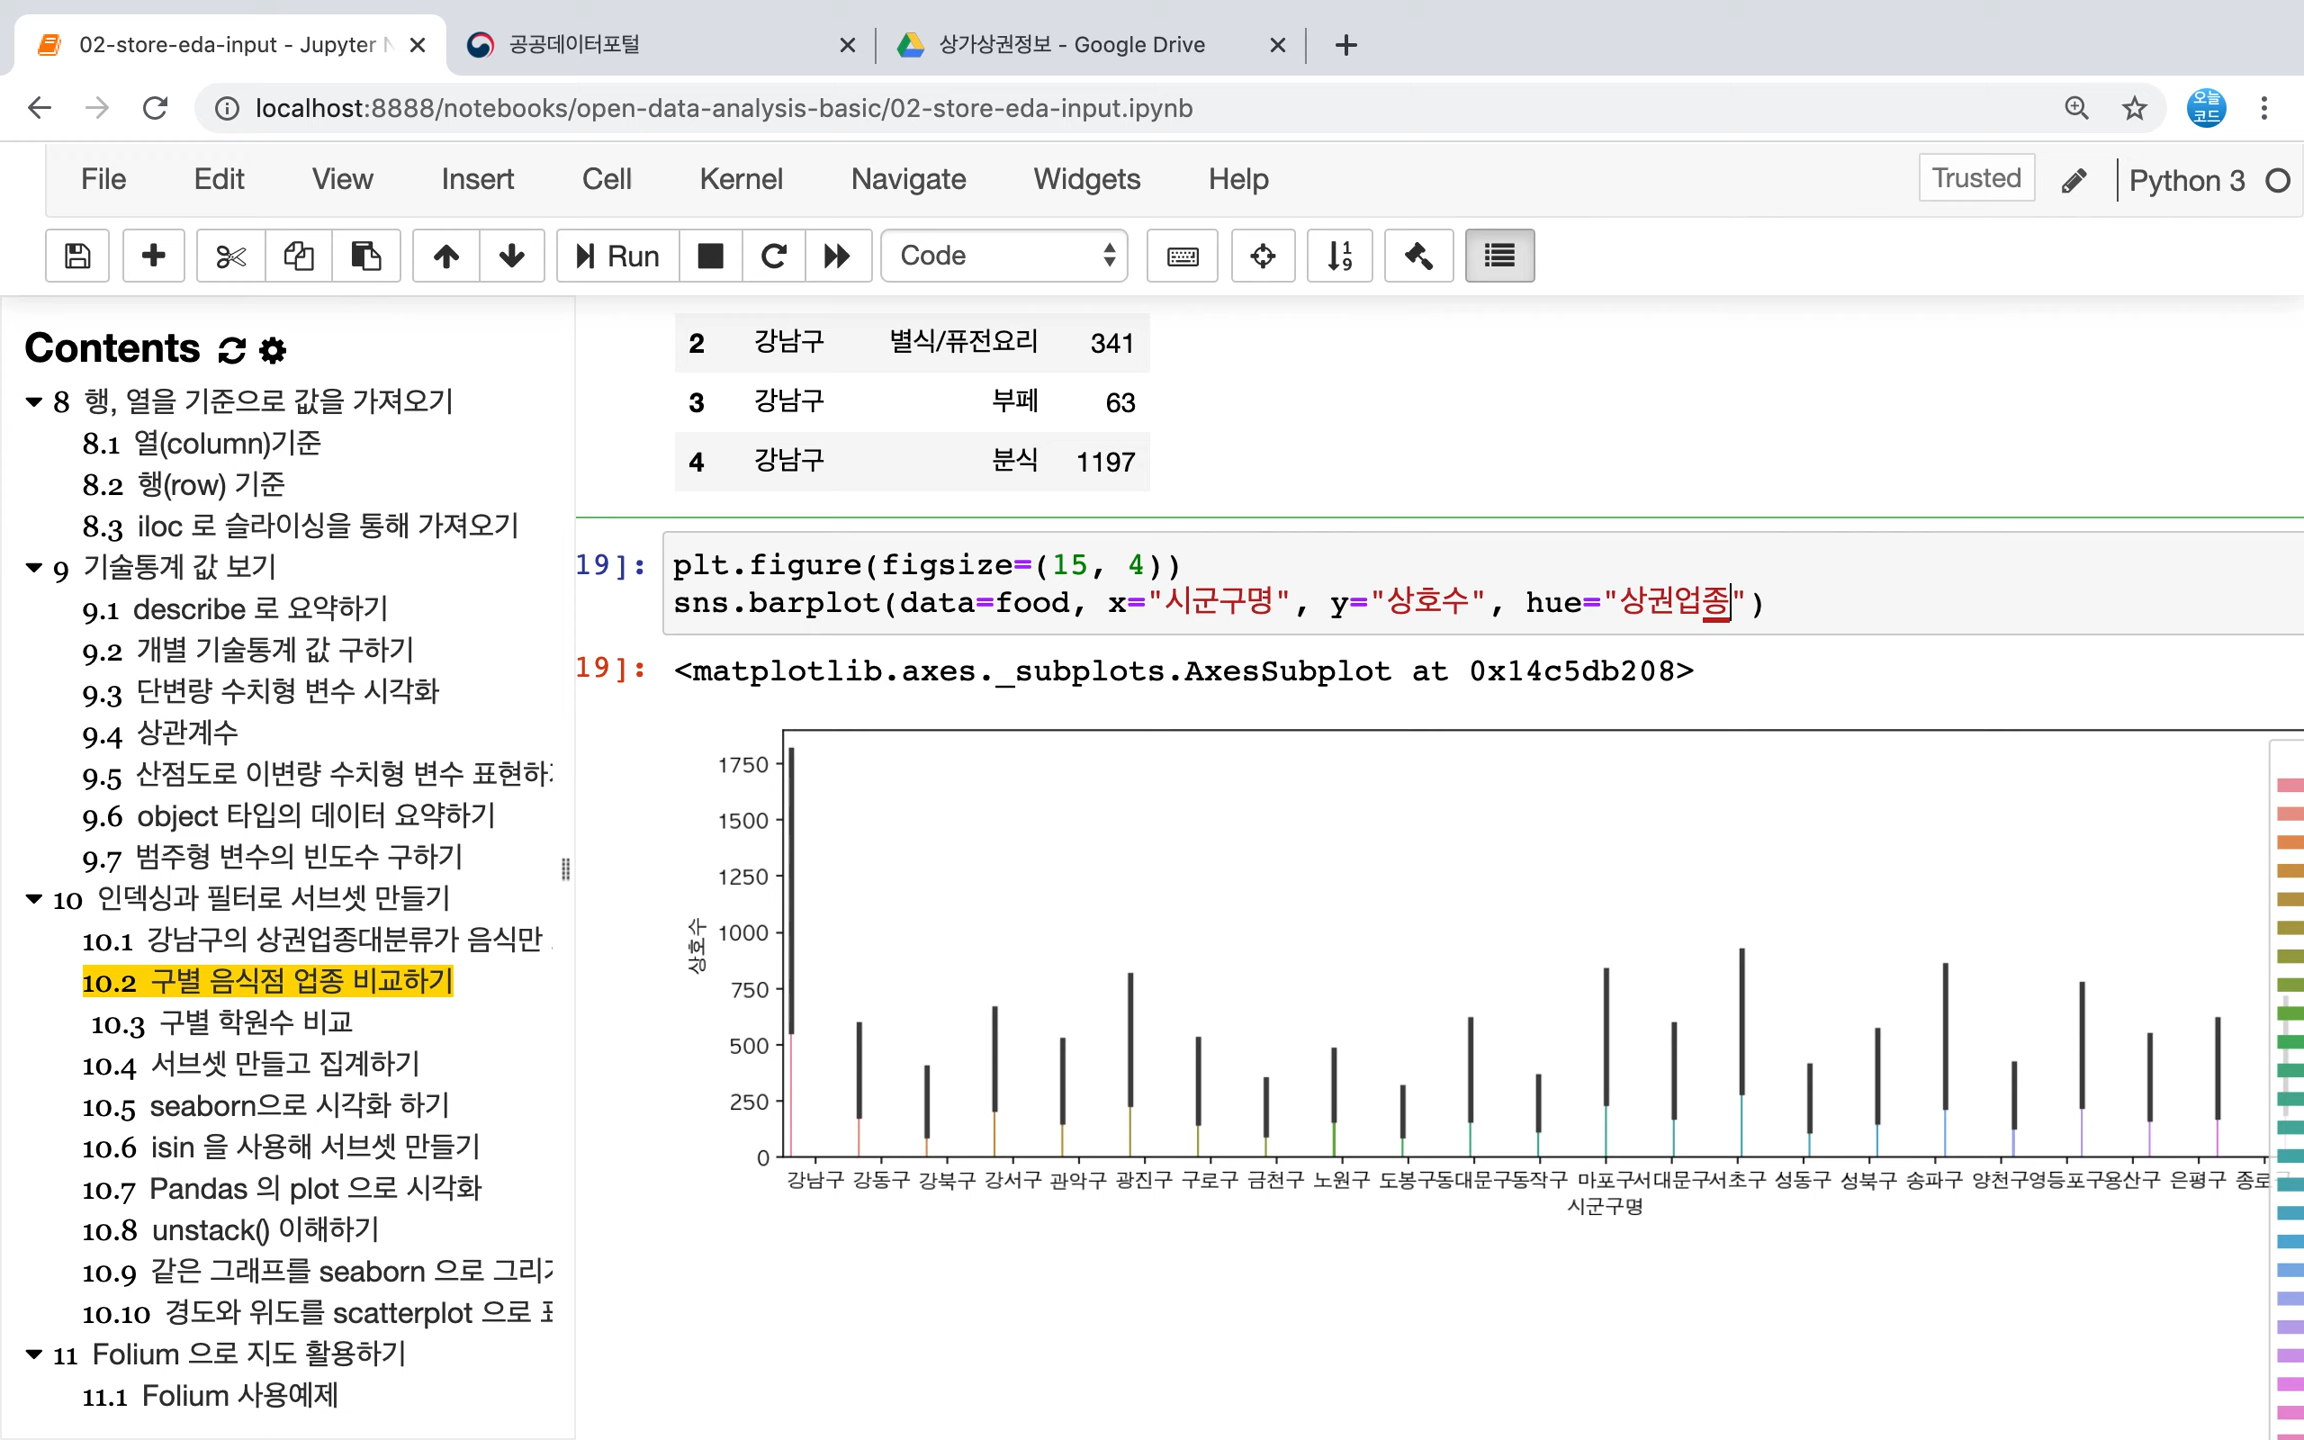 02-store-eda-input - Jupyter N
공공데이터포털
상가상권정보 - Google Drive
localhost:8888/notebooks/open-data-analysis-basic/02-store-eda-input.ipynb
오늘
코드
File Edit View Insert Cell Kernel Navigate Widgets Help
Trusted
Python 3
Run
Code
Contents
8 행, 열을 기준으로 값을 가져오기
8.1 열(column)기준
8.2 행(row) 기준
8.3 iloc 로 슬라이싱을 통해 가져오기
9 기술통계 값 보기
9.1 describe 로 요약하기
9.2 개별 기술통계 값 구하기
9.3 단변량 수치형 변수 시각화
9.4 상관계수
9.5 산점도로 이변량 수치형 변수 표현하기
9.6 object 타입의 데이터 요약하기
9.7 범주형 변수의 빈도수 구하기
10 인덱싱과 필터로 서브셋 만들기
10.1 강남구의 상권업종대분류가 음식만
10.2 구별 음식점 업종 비교하기
10.3 구별 학원수 비교
10.4 서브셋 만들고 집계하기
10.5 seaborn으로 시각화 하기
10.6 isin 을 사용해 서브셋 만들기
10.7 Pandas 의 plot 으로 시각화
10.8 unstack() 이해하기
10.9 같은 그래프를 seaborn 으로 그리기
10.10 경도와 위도를 scatterplot 으로
11 Folium 으로 지도 활용하기
11.1 Folium 사용예제
2 강남구 별식/퓨전요리 341
3 강남구 부페 63
4 강남구 분식 1197
19]: plt.figure(figsize=(15, 4))
sns.barplot(data=food, x="시군구명", y="상호수", hue="상권업종")
19]: <matplotlib.axes._subplots.AxesSubplot at 0x14c5db208>
1750
1500
1250
1000
750
500
250
0
상호수
강남구 강동구 강북구 강서구 관악구 광진구 구로구 금천구 노원구 도봉구 동대문구 동작구 마포구 서대문구 서초구 성동구 성북구 송파구 양천구 영등포구 용산구 은평구 종로
시군구명